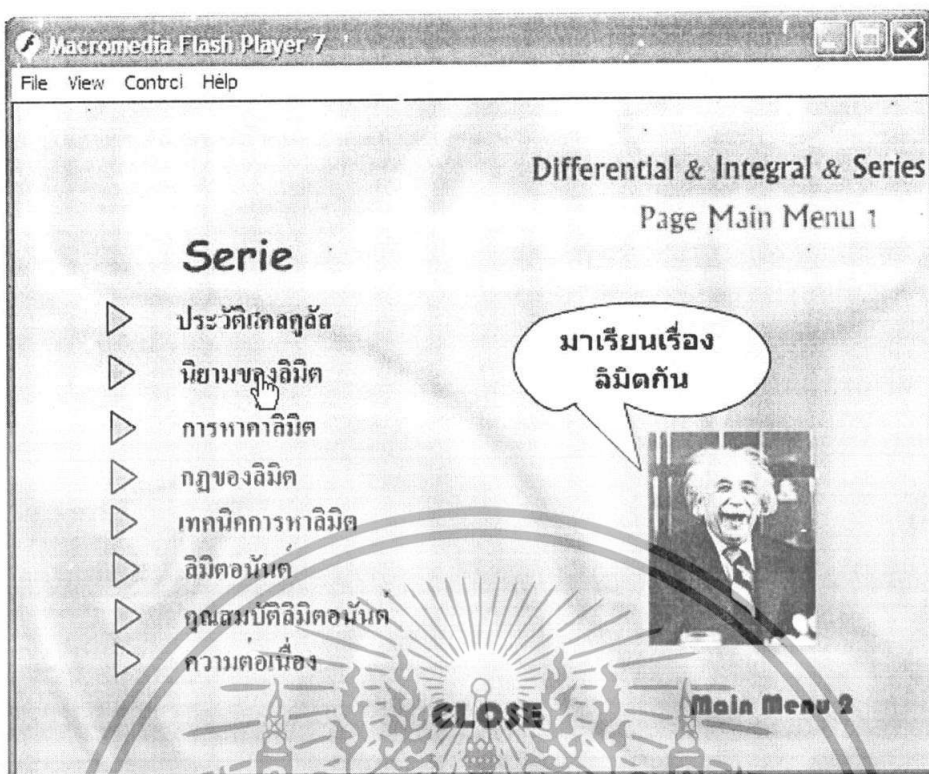 Macromedia Flash Player 7
File View Control Help
Differential & Integral & Series
Page Main Menu 1
Serie
ประวัติแคลคูลัส
นิยามของลิมิต
การหาคาลิมิต
กฎของลิมิต
เทคนิคการหาลิมิต
ลิมิตอนันต์
คุณสมบัติลิมิตอนันต์
ความต่อเนื่อง
มาเรียนเรื่อง
ลิมิตกัน
CLOSE
Main Menu 2